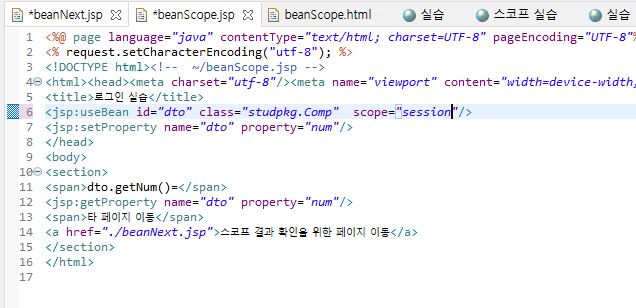 *beanNext.jsp *beanScope.jsp beanScope.html 실습 스코프 실습 실습
1 <%@ page language="java" contentType="text/html; charset=UTF-8" pageEncoding="UTF-8"%
2 <% request.setCharacterEncoding("utf-8"); %>
3 <!DOCTYPE html><!--  ~/beanScope.jsp -->
4 <html><head><meta charset="utf-8"/><meta name="viewport" content="width=device-width,
5 <title>로그인 실습</title>
6 <jsp:useBean id="dto" class="studpkg.Comp"  scope="session"/>
7 <jsp:setProperty name="dto" property="num"/>
8 </head>
9 <body>
10 <section>
11 <span>dto.getNum()=</span>
12 <jsp:getProperty name="dto" property="num"/>
13 <span>타 페이지 이동</span>
14 <a href="./beanNext.jsp">스코프 결과 확인을 위한 페이지 이동</a>
15 </section>
16 </html>
17